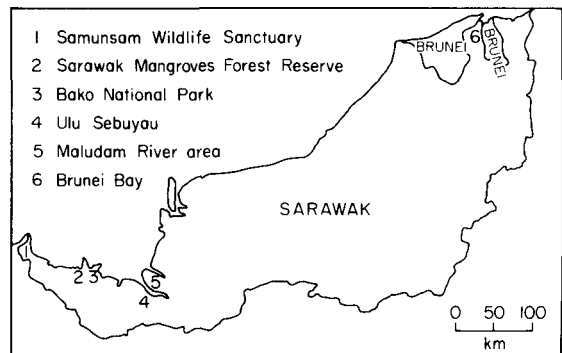 1 Samunsam Wildlife Sanctuary
2 Sarawak Mangroves Forest Reserve
3 Bako National Park
4 Ulu Sebuyau
5 Maludam River area
6 Brunei Bay
BRUNEI
6
BRUNEI
SARAWAK
1
2 3
5
4
0 50 100
km